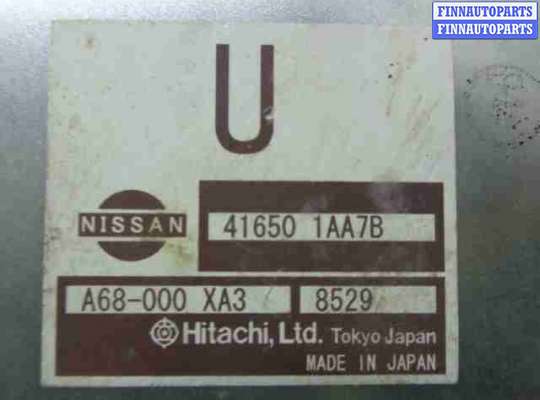 FINNAUTOPARTS
FINNAUTOPARTS
U
NISSAN
41650 1AA7B
A68-000 XA3 8529
Hitachi, Ltd. Tokyo Japan
MADE IN JAPAN